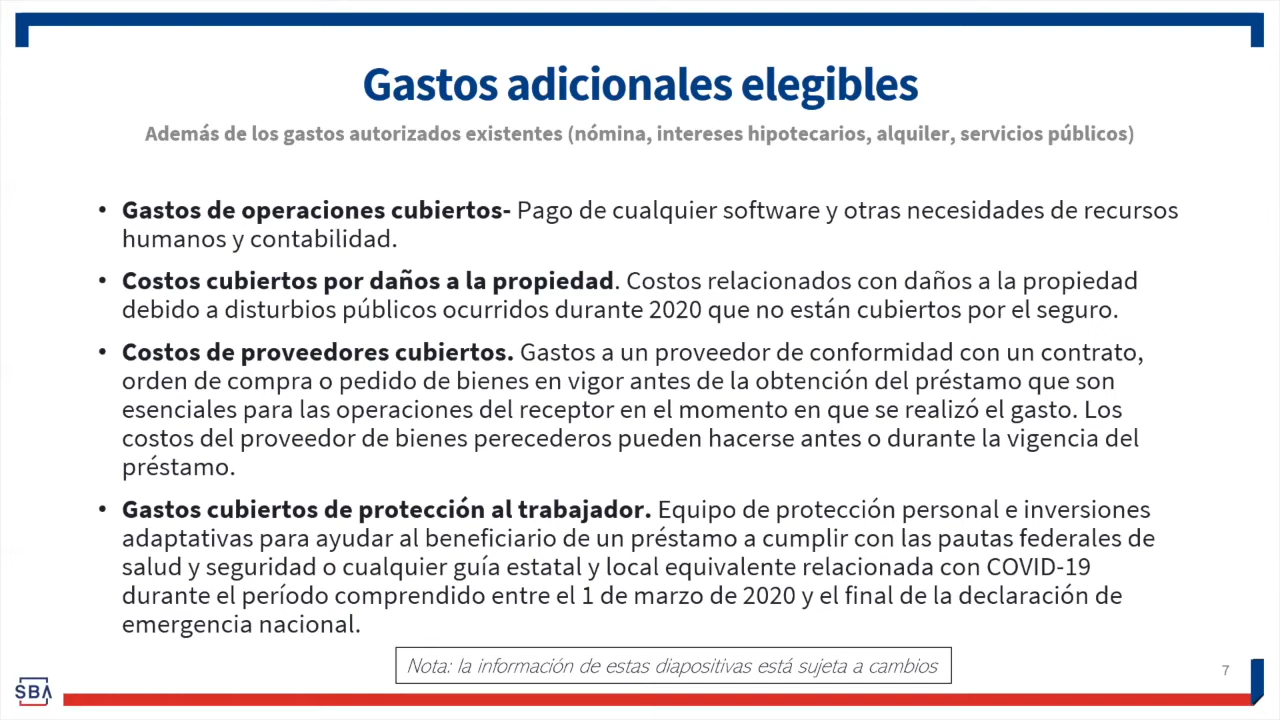 Gastos adicionales elegibles
Además de los gastos autorizados existentes (nómina, intereses hipotecarios, alquiler, servicios públicos)
• Gastos de operaciones cubiertos- Pago de cualquier software y otras necesidades de recursos
humanos y contabilidad.
• Costos cubiertos por daños a la propiedad. Costos relacionados con daños a la propiedad
debido a disturbios públicos ocurridos durante 2020 que no están cubiertos por el seguro.
• Costos de proveedores cubiertos. Gastos a un proveedor de conformidad con un contrato,
orden de compra o pedido de bienes en vigor antes de la obtención del préstamo que son
esenciales para las operaciones del receptor en el momento en que se realizó el gasto. Los
costos del proveedor de bienes perecederos pueden hacerse antes o durante la vigencia del
préstamo.
• Gastos cubiertos de protección al trabajador. Equipo de protección personal e inversiones
adaptativas para ayudar al beneficiario de un préstamo a cumplir con las pautas federales de
salud y seguridad o cualquier guía estatal y local equivalente relacionada con COVID-19
durante el período comprendido entre el 1 de marzo de 2020 y el final de la declaración de
emergencia nacional.
Nota: la información de estas diapositivas está sujeta a cambios
7
SBA